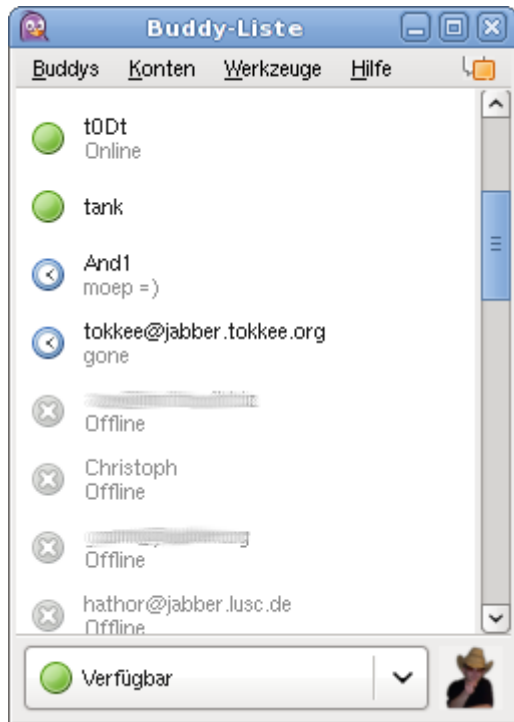 Buddy-Liste
Buddys Konten Werkzeuge Hilfe
t0Dt
Online
tank
And1
moep =)
tokkee@jabber.tokkee.org
gone
Offline
Christoph
Offline
Offline
hathor@jabber.lusc.de
Offline
Verfügbar